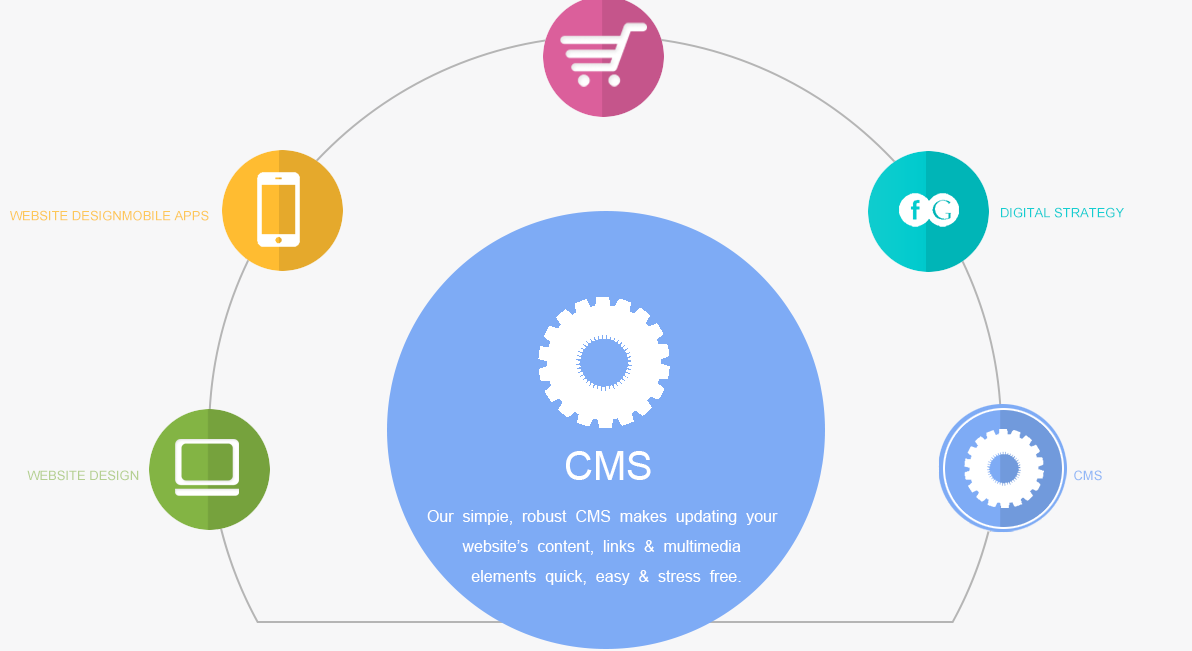 WEBSITE DESIGNMOBILE APPS
f G
DIGITAL STRATEGY
WEBSITE DESIGN
CMS
CMS
Our simpie, robust CMS makes updating your
website's content, links & multimedia
elements quick, easy & stress free.